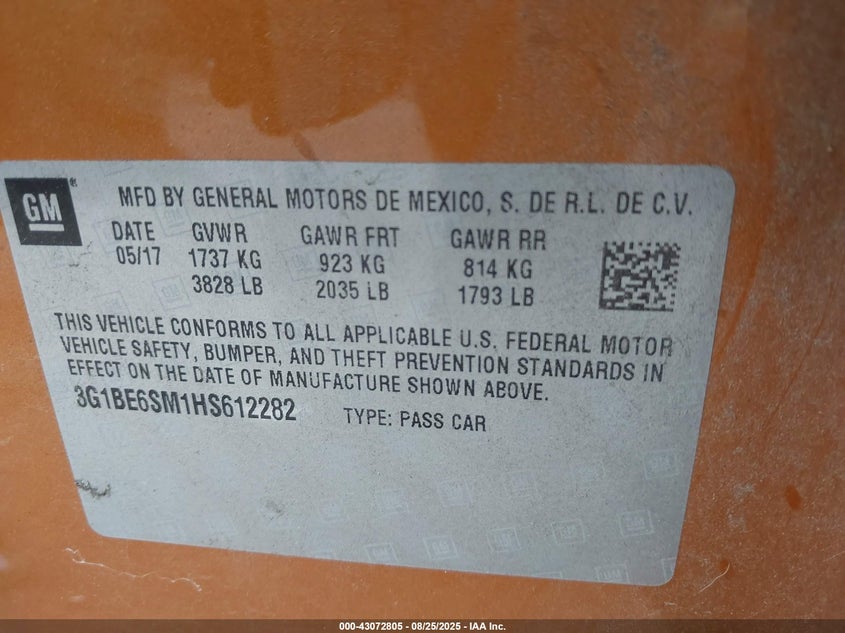 GM ®
MFD BY GENERAL MOTORS DE MEXICO, S. DE R.L. DE C.V.
DATE GVWR GAWR FRT GAWR RR
05/17 1737 KG 923 KG 814 KG
3828 LB 2035 LB 1793 LB
THIS VEHICLE CONFORMS TO ALL APPLICABLE U.S. FEDERAL MOTOR
VEHICLE SAFETY, BUMPER, AND THEFT PREVENTION STANDARDS IN
EFFECT ON THE DATE OF MANUFACTURE SHOWN ABOVE.
3G1BE6SM1HS612282 TYPE: PASS CAR
000-43072805 - 08/25/2025 - IAA Inc.